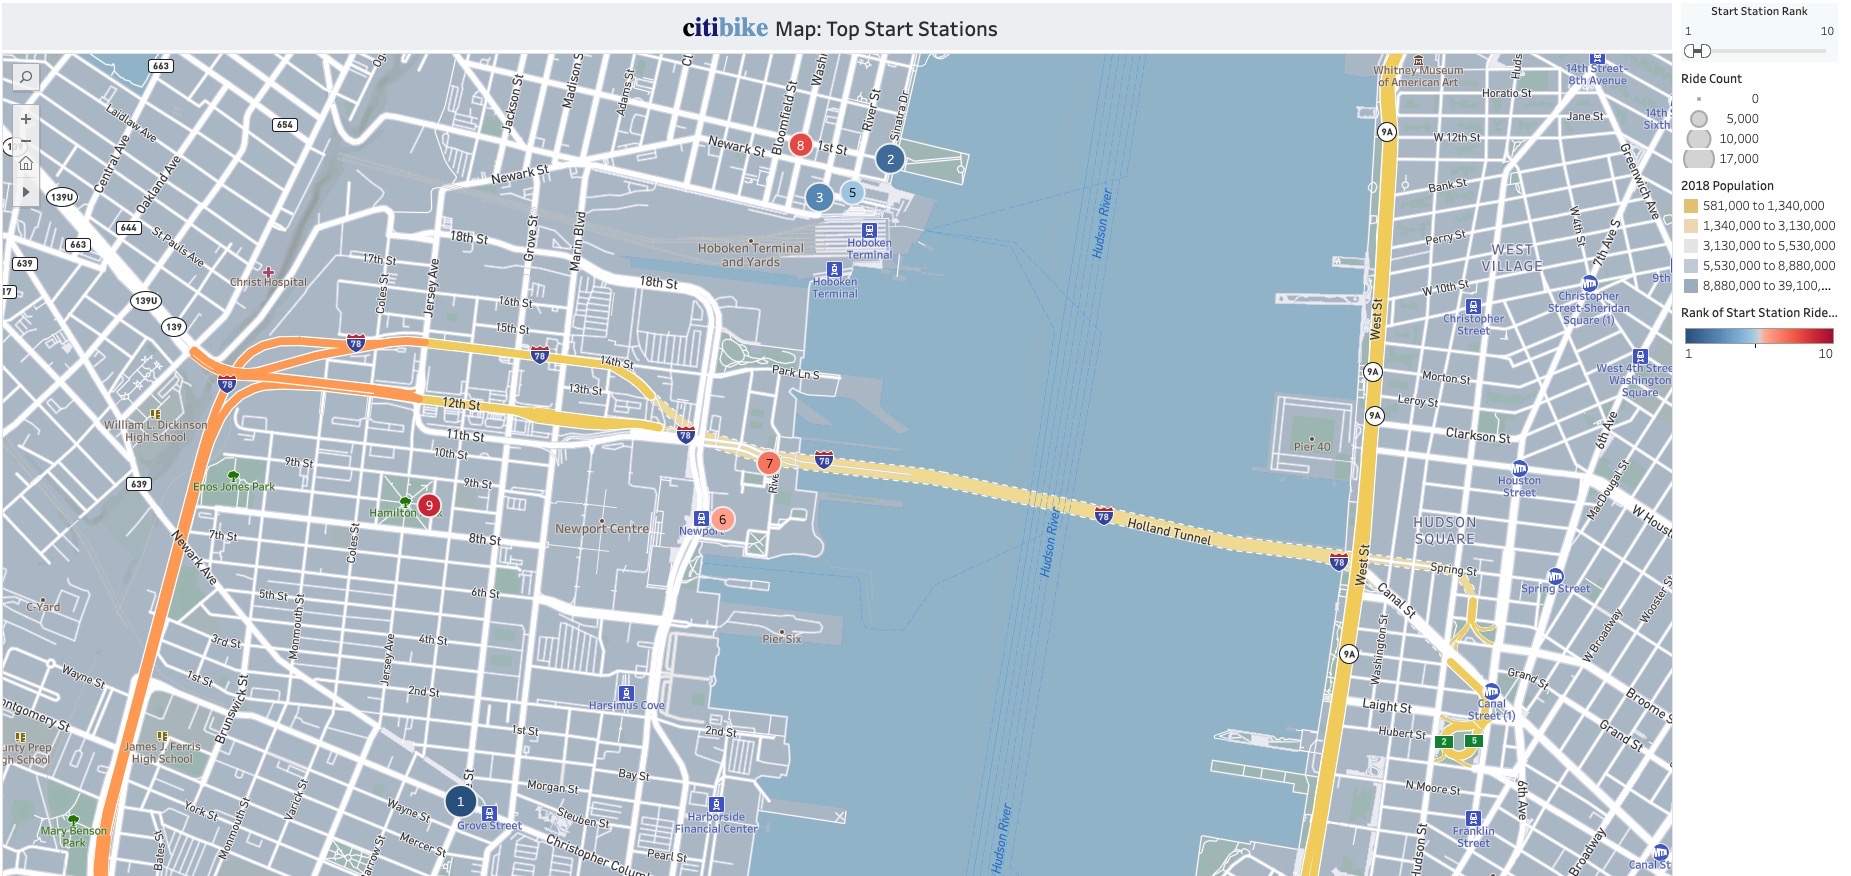 citibike Map: Top Start Stations
Start Station Rank
1
10
Ride Count
0
5,000
10,000
17,000
2018 Population
581,000 to 1,340,000
1,340,000 to 3,130,000
3,130,000 to 5,530,000
5,530,000 to 8,880,000
8,880,000 to 39,100,...
Rank of Start Station Ride...
1
10
663
654
Laidlaw Ave
Central Ave
Oakland Ave
139U
644
663
St Pauls Ave
639
17
139U
139
Christ Hospital
Jackson St
Madison S
Adams St
Newark St
Bloomfield St
Washi
River St
Sinatra Dr
Newark St
8
1st St
2
3
5
Hoboken Terminal
and Yards
Hoboken
Terminal
Hoboken
Terminal
18th St
17th St
Coles St
Jersey Ave
Grove St
Marin Blvd
18th St
16th St
15th St
14th St
13th St
12th St
11th St
10th St
9th St
9th St
Park Ln S
78
78
78
78
78
78
78
William L. Dickinson
High School
639
Enos Jones Park
Hamilton
9
7
6
Newport
Newport Centre
7th St
8th St
Coles St
Newark Ave
C-Yard
5th St
6th St
Monmouth St
3rd St
4th St
Jersey Ave
Pier Six
Wayne St
1st St
2nd St
Harsimus Cove
Brunswick St
1st St
2nd St
James J. Ferris
High School
Bay St
Morgan St
Varick St
York St
Monmouth St
Wayne St
Mercer St
1
Grove Street
Steuben St
Harborside
Financial Center
Christopher Colum
Pearl St
Mary Benson
Park
Hudson River
Hudson River
Hudson River
Holland Tunnel
Whitney Museum
of American Art
14th Street-
8th Avenue
Horatio St
Jane St
9A
W 12th St
Greenwich Ave
Bank St
W 4th St
7th Ave S
Perry St
WEST
VILLAGE
W 10th St
Christopher
Street-Sheridan
Square (1)
Christopher
Street
West St
9A
Morton St
West 4th Stree
Washington
Square
Leroy St
9A
Clarkson St
6th Ave
Pier 40
Houston
Street
MacDougal St
W Houst
HUDSON
SQUARE
West St
Spring St
Spring Street
Canal St
Wooster S
W Broadway
Washington St
9A
Grand St
Canal
Street (1)
Laight St
Hubert St
2
5
Broome S
Grand St
N Moore St
6th Ave
Franklin
Street
Hudson St
Broadway
Canal St